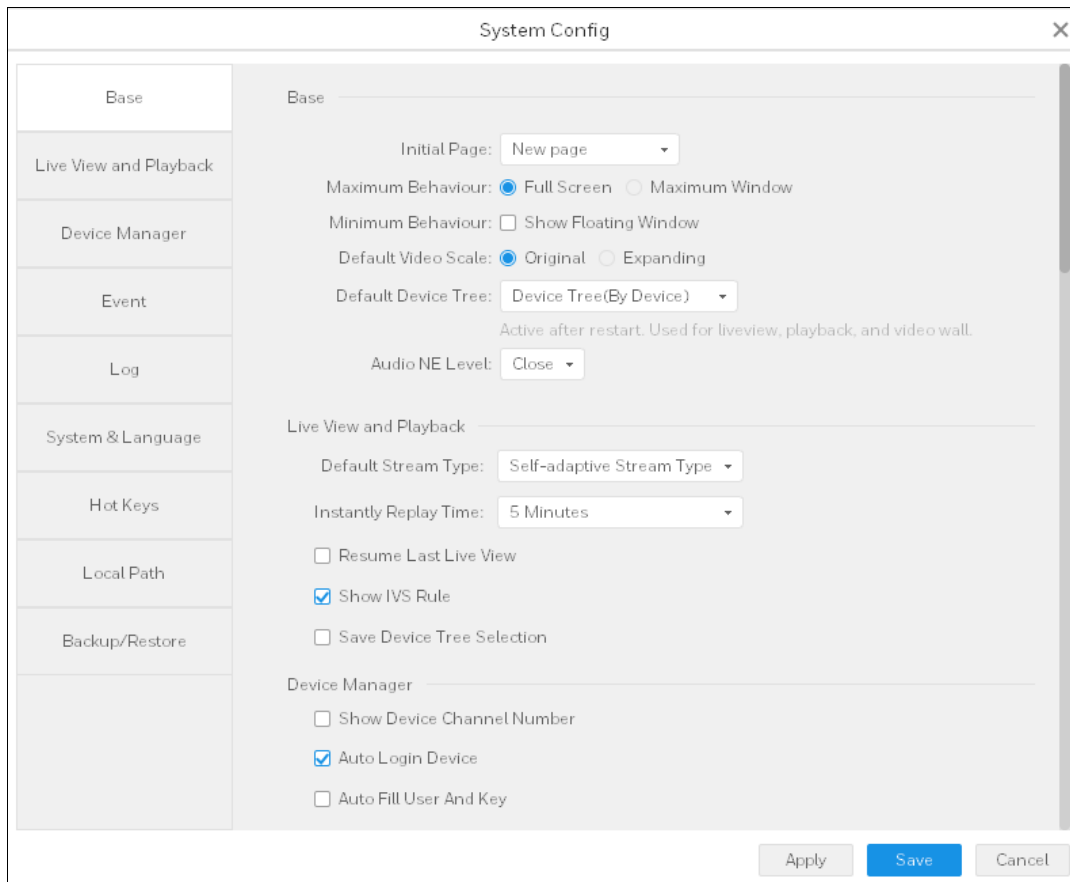 System Config
Base
Live View and Playback
Device Manager
Event
Log
System & Language
Hot Keys
Local Path
Backup/Restore
Base
Initial Page: New page
Maximum Behaviour: Full Screen Maximum Window
Minimum Behaviour: Show Floating Window
Default Video Scale: Original Expanding
Default Device Tree: Device Tree(By Device)
Active after restart. Used for liveview, playback, and video wall.
Audio NE Level: Close
Live View and Playback
Default Stream Type: Self-adaptive Stream Type
Instantly Replay Time: 5 Minutes
Resume Last Live View
Show IVS Rule
Save Device Tree Selection
Device Manager
Show Device Channel Number
Auto Login Device
Auto Fill User And Key
Apply Save Cancel